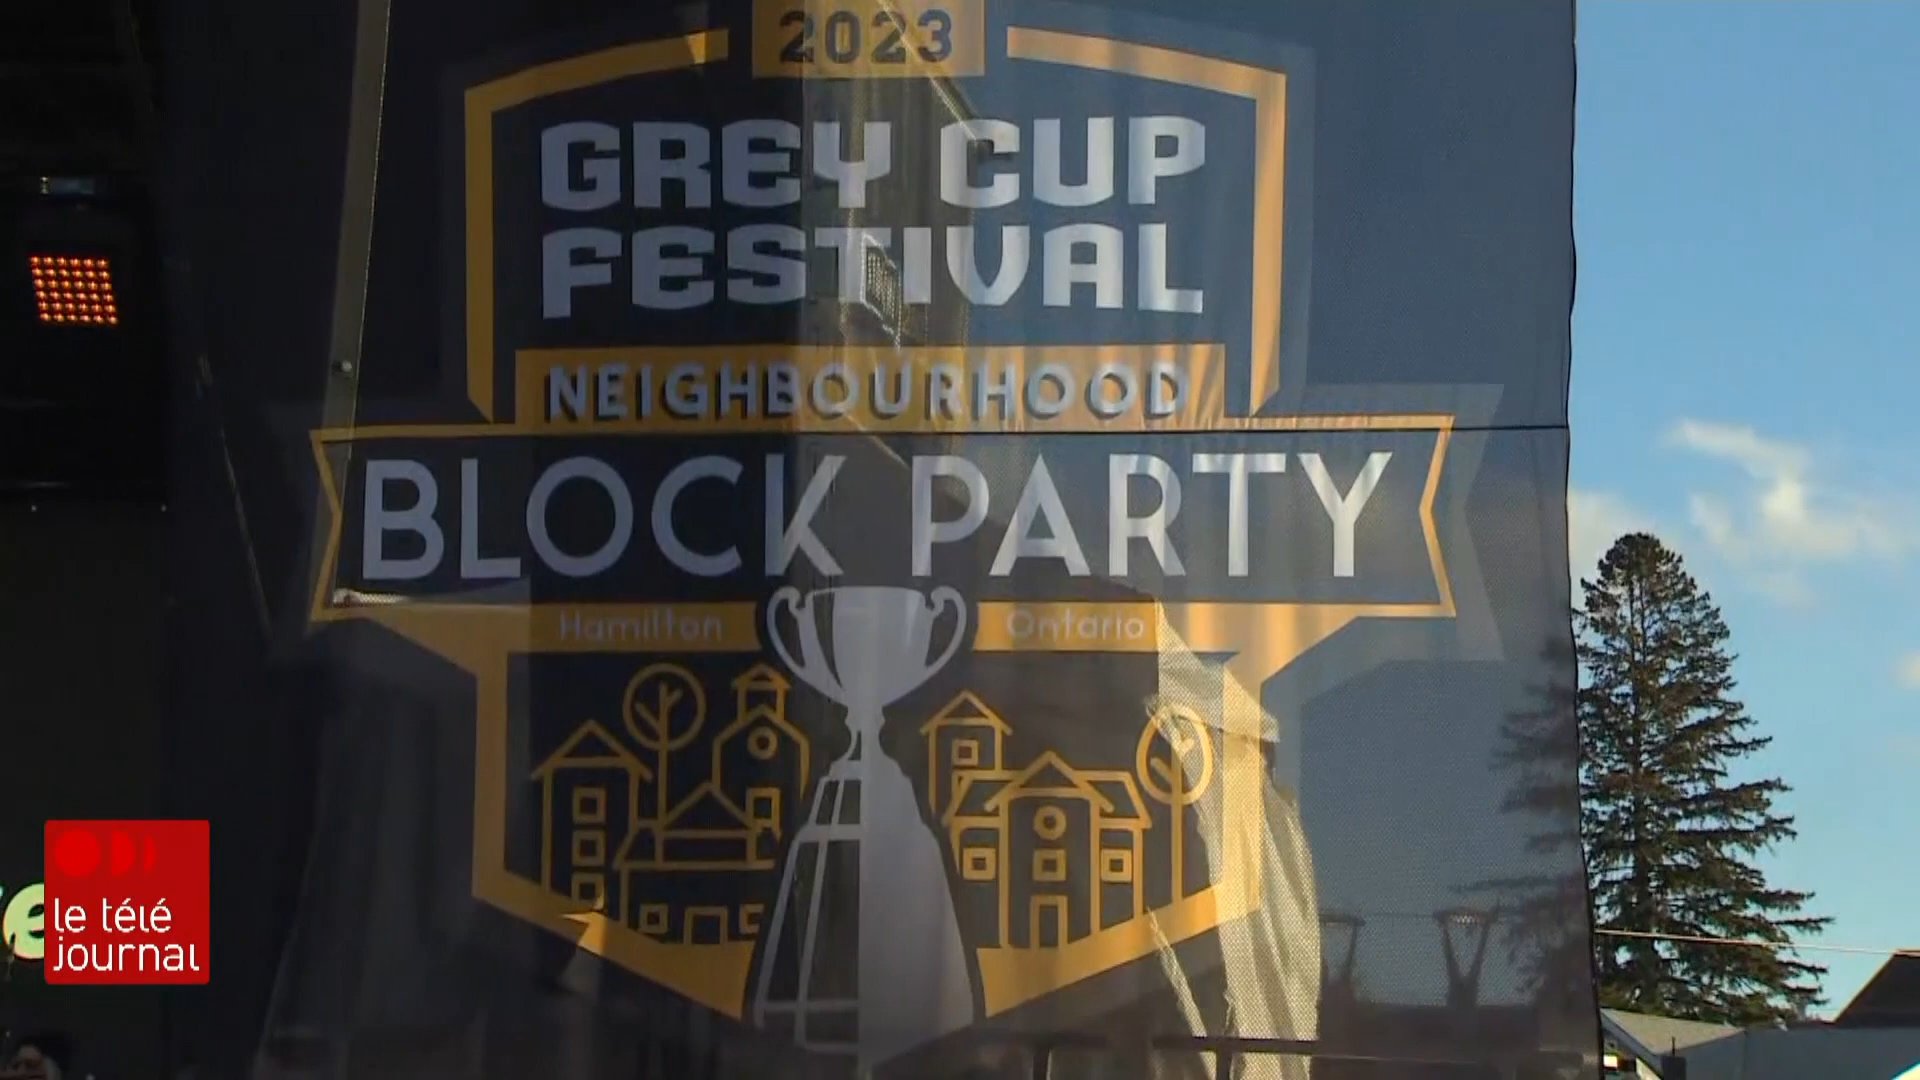 2023
GREY CUP
FESTIVAL
NEIGHBOURHOOD
BLOCK PARTY
Hamilton Ontario
le télé
journal